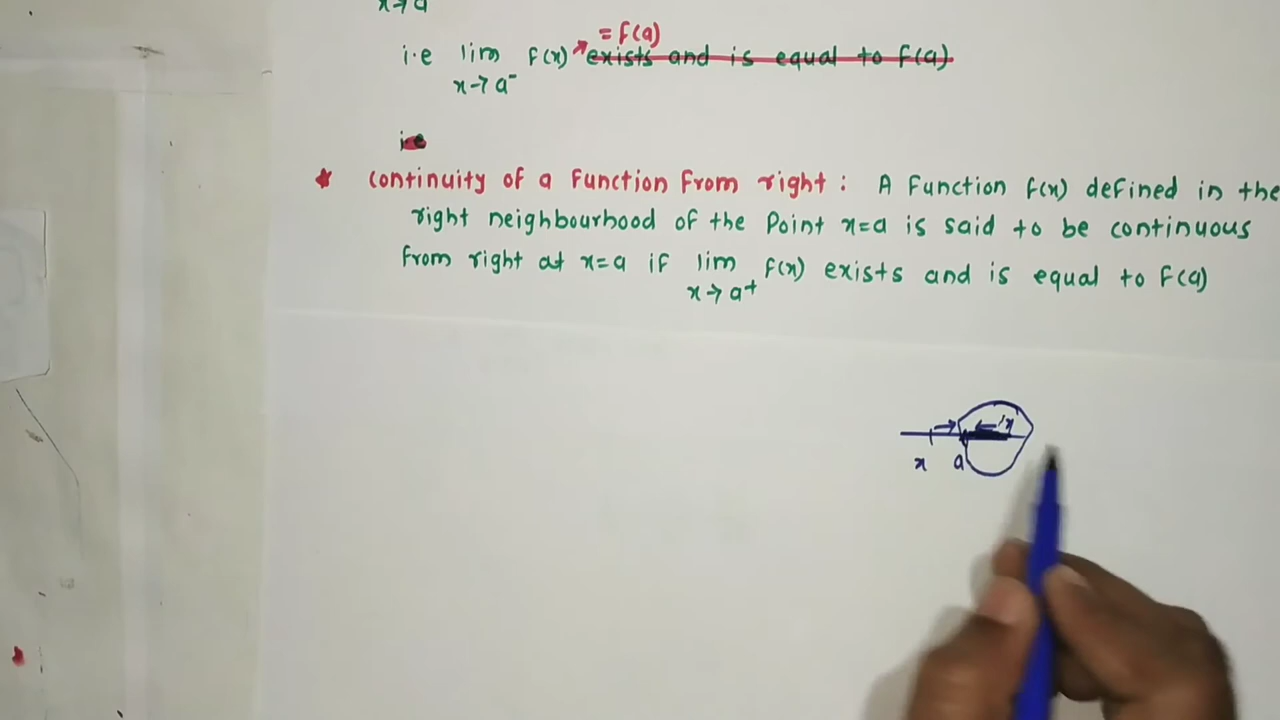 x→a
= f(a)
i.e lim f(x) exists and is equal to f(a)
x→a⁻
i.e
* Continuity of a Function From right : A Function f(x) defined in the
right neighbourhood of the Point x=a is said to be continuous
From right at x=a if lim f(x) exists and is equal to F(a)
x→a+
x
x a